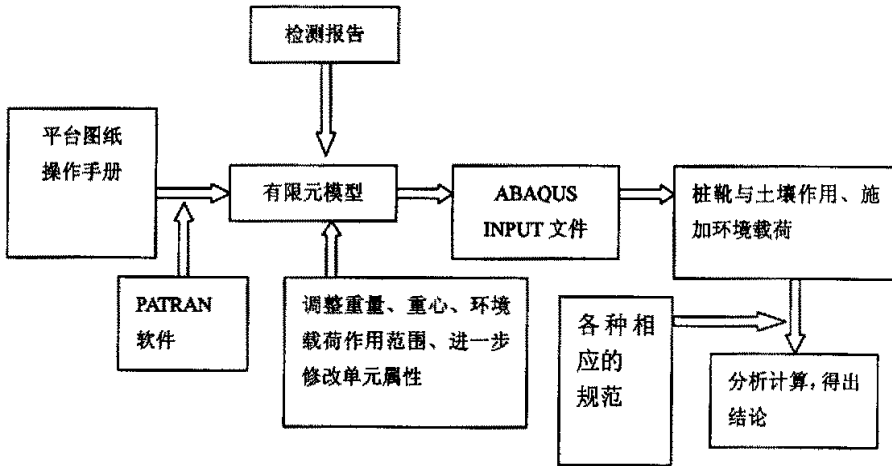 检测报告
平台图纸
操作手册
有限元模型
ABAQUS
INPUT 文件
桩靴与土壤作用、施
加环境载荷
PATRAN
软件
调整重量、重心、环境
载荷作用范围、进一步
修改单元属性
各种相
应的
规范
分析计算,得出
结论